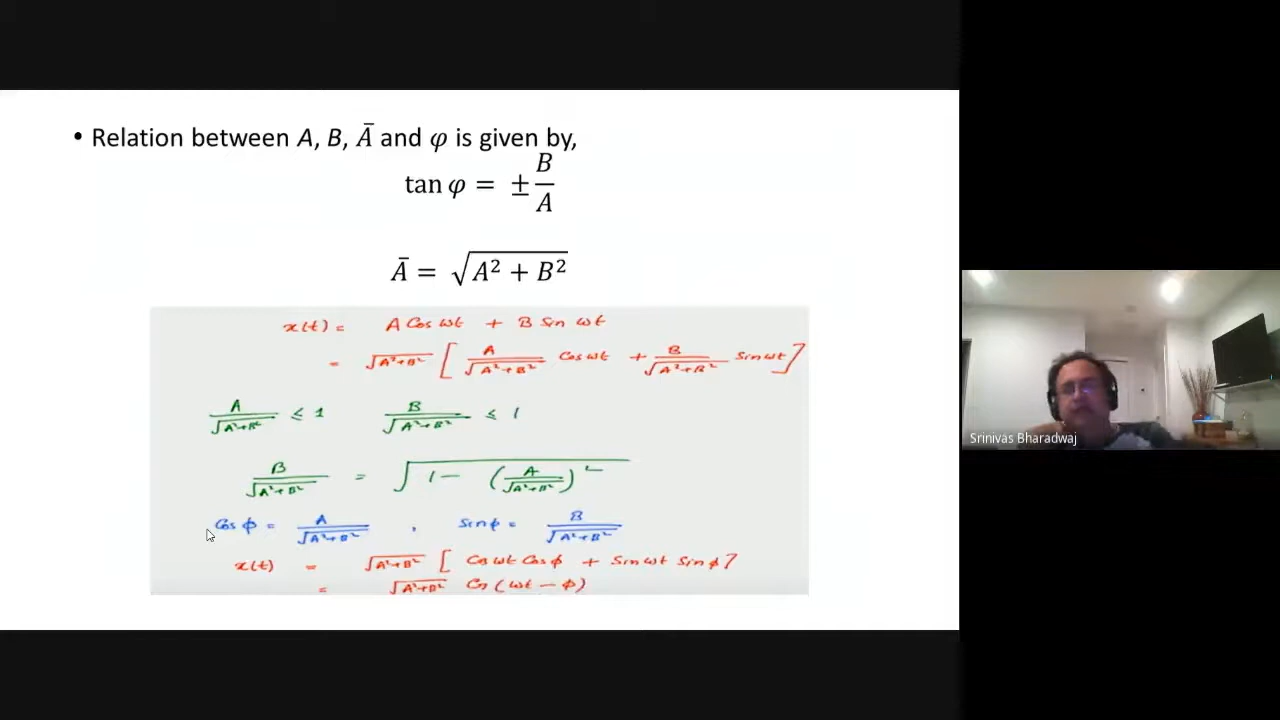 • Relation between A, B, Ā and φ is given by,
tan φ = ± B/A
Ā = √(A² + B²)
x(t) = A Cos ωt + B Sin ωt
= √(A²+B²) [ A/√(A²+B²) Cos ωt + B/√(A²+B²) Sin ωt ]
A/√(A²+B²) ≤ 1 B/√(A²+B²) ≤ 1
B/√(A²+B²) = √(1 − (A/√(A²+B²))²)
Cos ϕ = A/√(A²+B²) , Sin ϕ = B/√(A²+B²)
x(t) = √(A²+B²) [ Cos ωt Cos ϕ + Sin ωt Sin ϕ ]
= √(A²+B²) Cos (ωt − ϕ)
Srinivas Bharadwaj